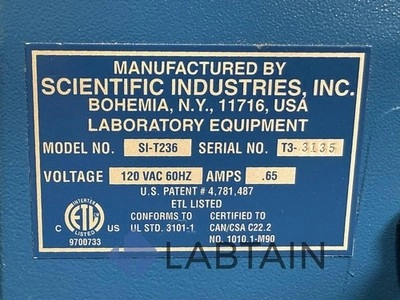 MANUFACTURED BY
SCIENTIFIC INDUSTRIES, INC.
BOHEMIA, N.Y., 11716, USA
LABORATORY EQUIPMENT
MODEL NO. SI-T236 SERIAL NO. T3-3135
VOLTAGE 120 VAC 60HZ AMPS .65
U.S. PATENT # 4,781,487
ETL LISTED
INTERTEK
C ETL US
LISTED
9700733
CONFORMS TO
UL STD. 3101-1
CERTIFIED TO
CAN/CSA C22.2
NO. 1010.1-M90
LABTAIN